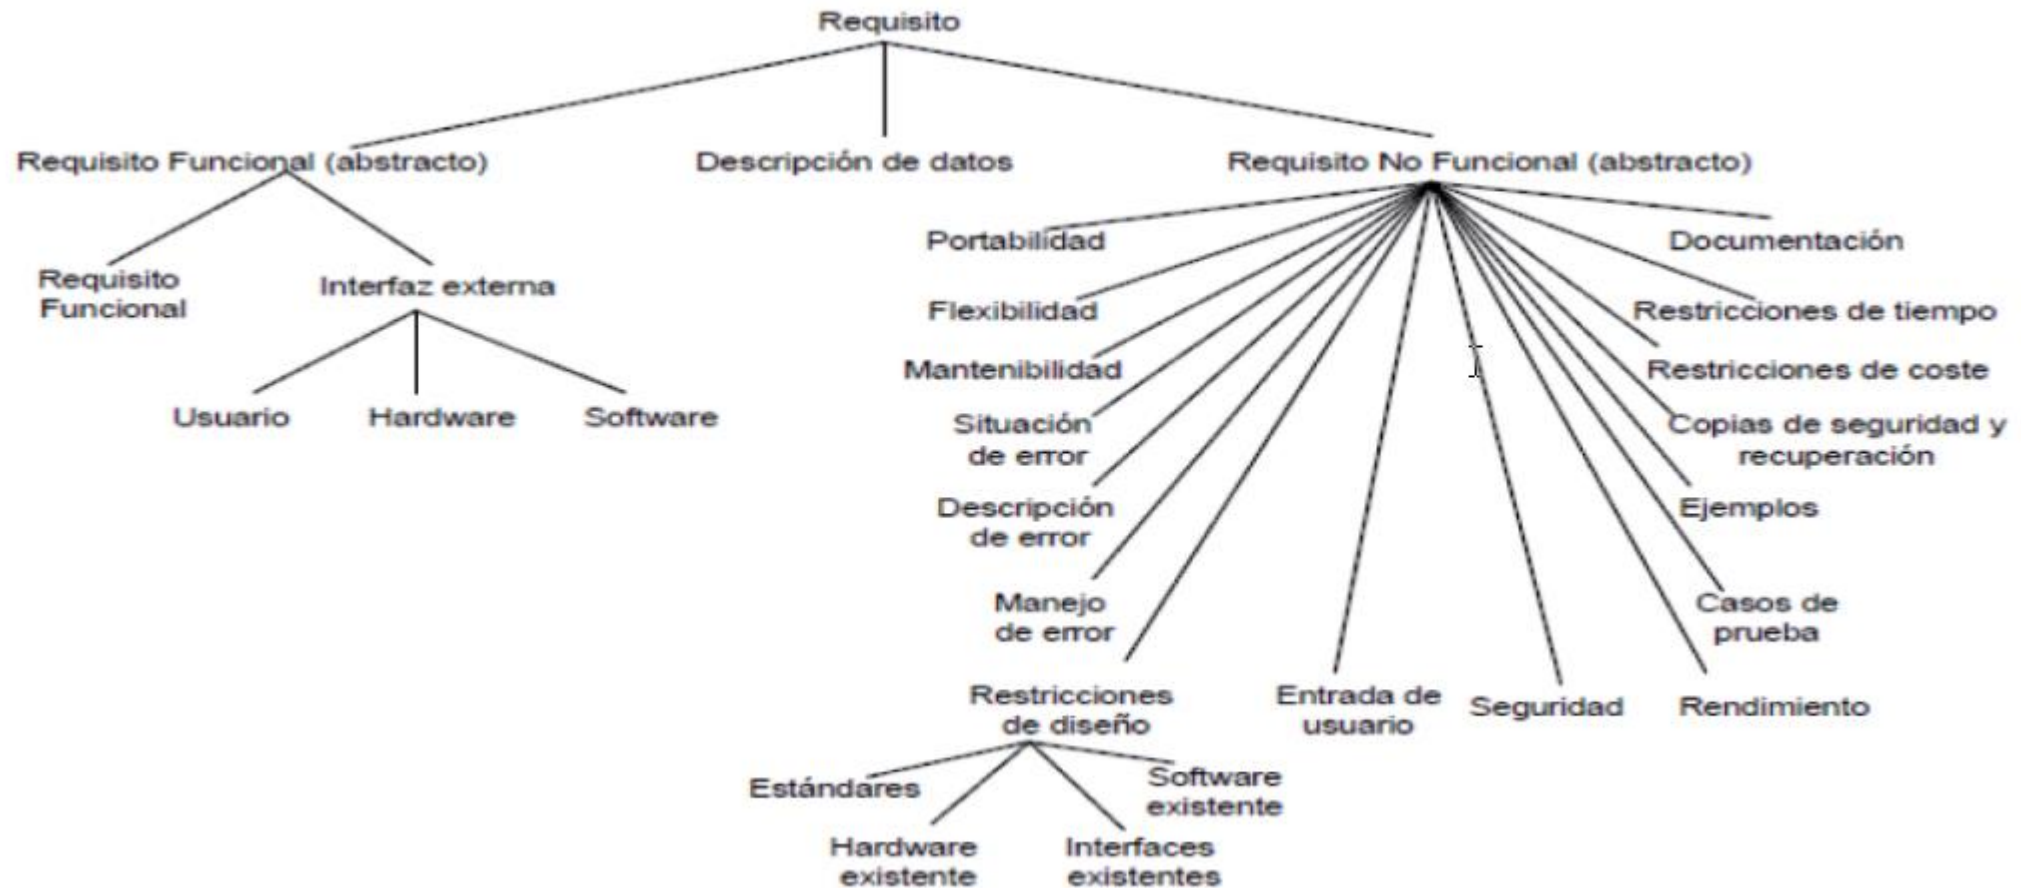 Requisito
Requisito Funcional (abstracto)
Descripción de datos
Requisito No Funcional (abstracto)
Requisito
Funcional
Interfaz externa
Usuario
Hardware
Software
Portabilidad
Flexibilidad
Mantenibilidad
Situación
de error
Descripción
de error
Manejo
de error
Restricciones
de diseño
Estándares
Hardware
existente
Interfaces
existentes
Software
existente
Entrada de
usuario
Seguridad
Rendimiento
Casos de
prueba
Ejemplos
Copias de seguridad y
recuperación
Restricciones de coste
Restricciones de tiempo
Documentación